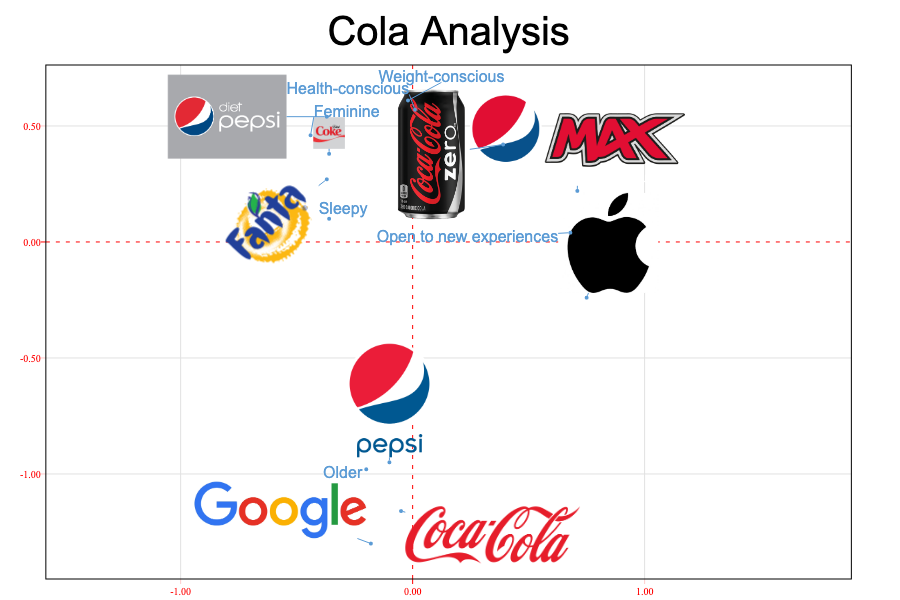 Cola Analysis
Weight-conscious
Health-conscious
diet
pepsi
Feminine
Coke
Coca-Cola
zero
MAX
0.50
Fanta
Sleepy
Open to new experiences
0.00
-0.50
pepsi
Older
-1.00
Google
Coca-Cola
-1.00
0.00
1.00